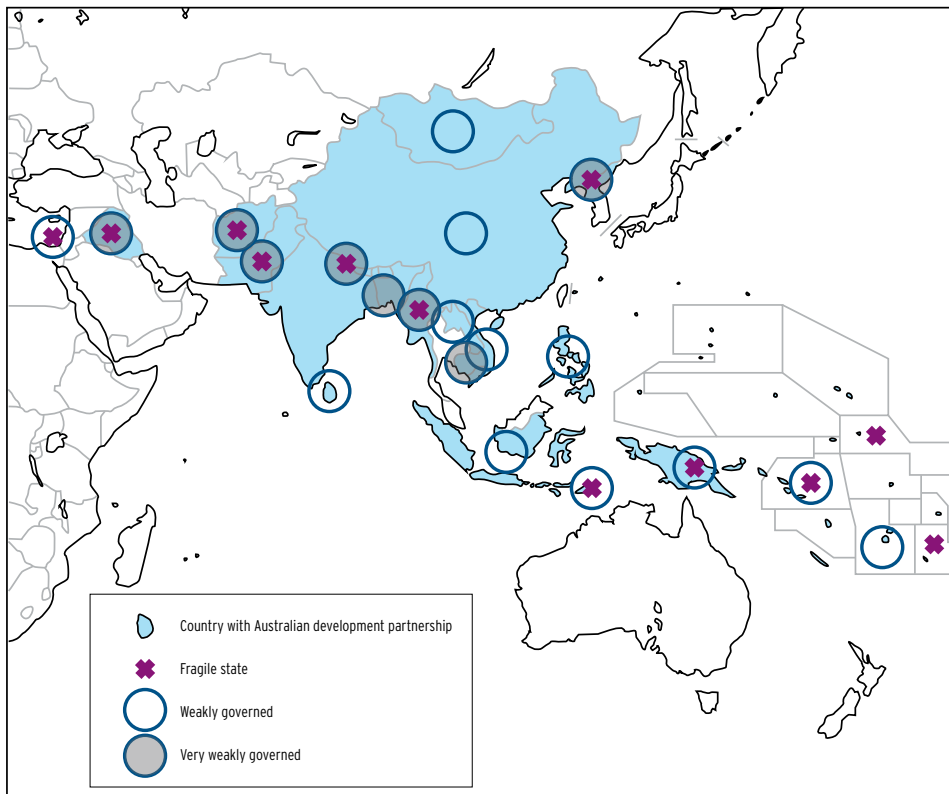 Country with Australian development partnership
Fragile state
Weakly governed
Very weakly governed